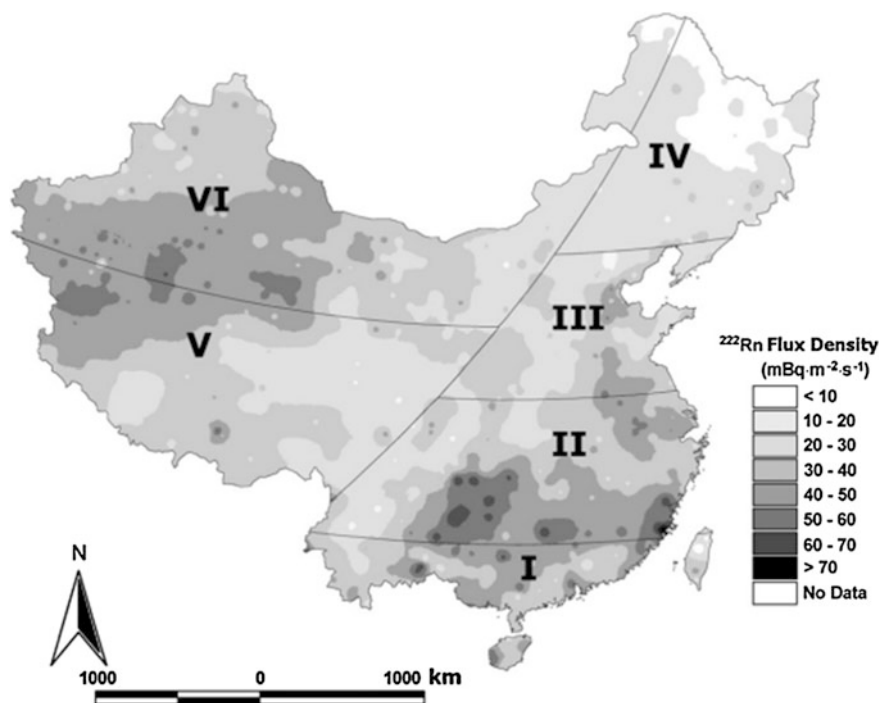 IV
VI
III
V
II
I
²²²Rn Flux Density
(mBq·m⁻²·s⁻¹)
< 10
10 - 20
20 - 30
30 - 40
40 - 50
50 - 60
60 - 70
> 70
No Data
N
1000 0 1000 km